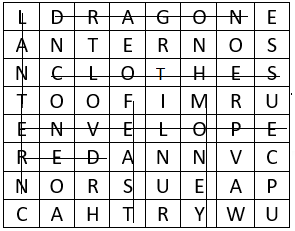 L D R A G O N E
A N T E R N O S
N C L O T H E S
T O O F I M R U
E N V E L O P E
R E D A N N V C
N O R S U E A P
C A H T R Y W U